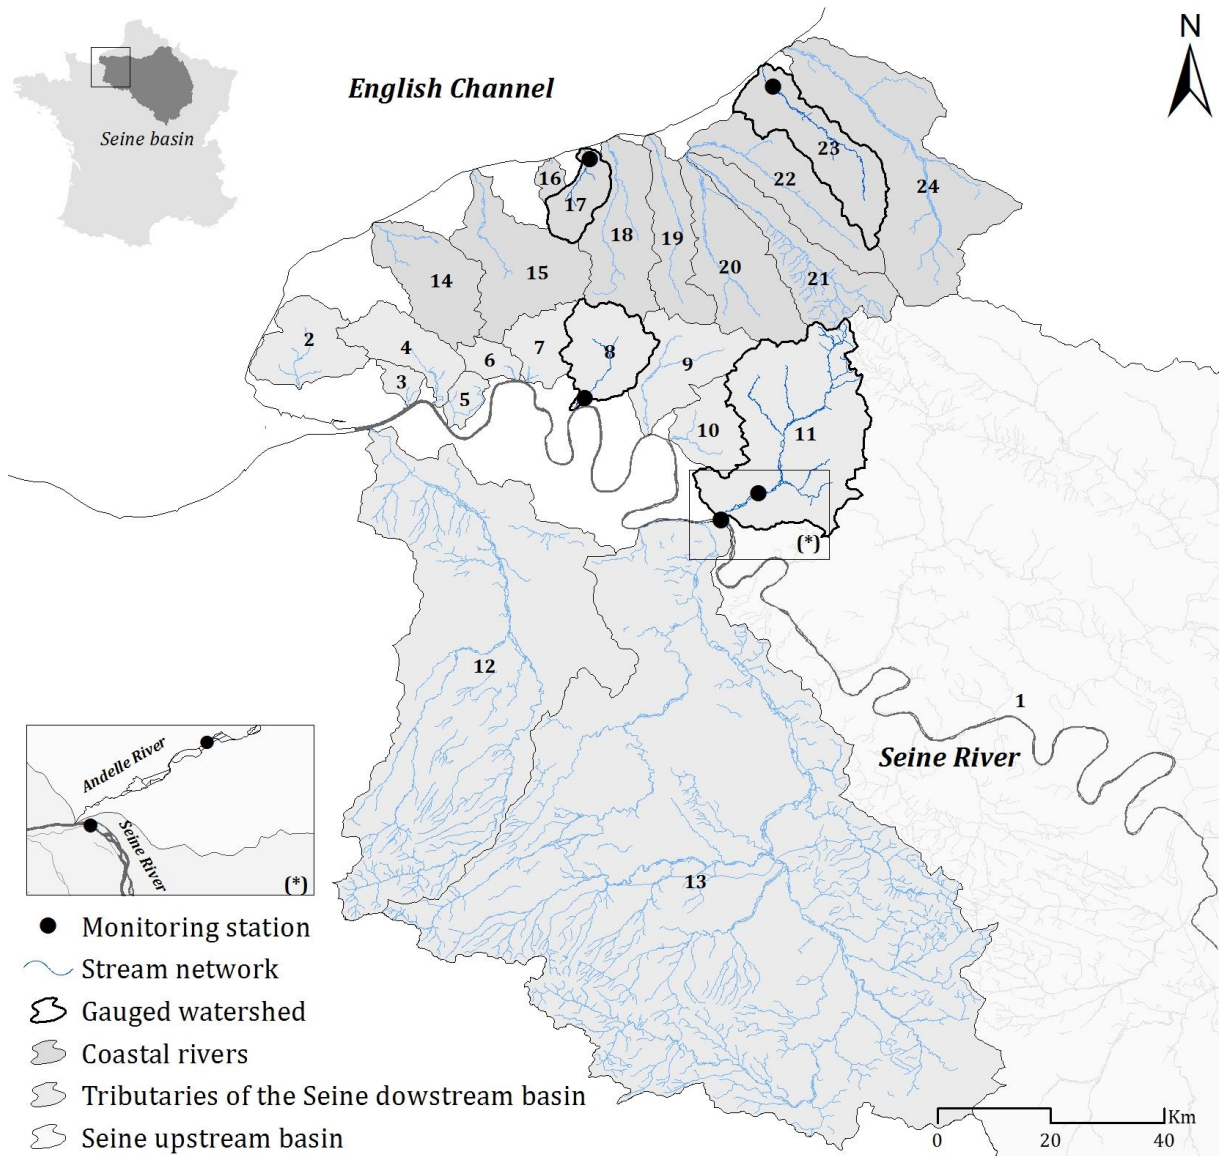 N
English Channel
Seine basin
23
16
22
24
17
18
19
20
15
14
21
2
4
7
8
6
9
3
5
10
11
(*)
12
1
Seine River
Andelle River
Seine River
(*)
13
Monitoring station
Stream network
Gauged watershed
Coastal rivers
Tributaries of the Seine dowstream basin
Seine upstream basin
Km
0 20 40